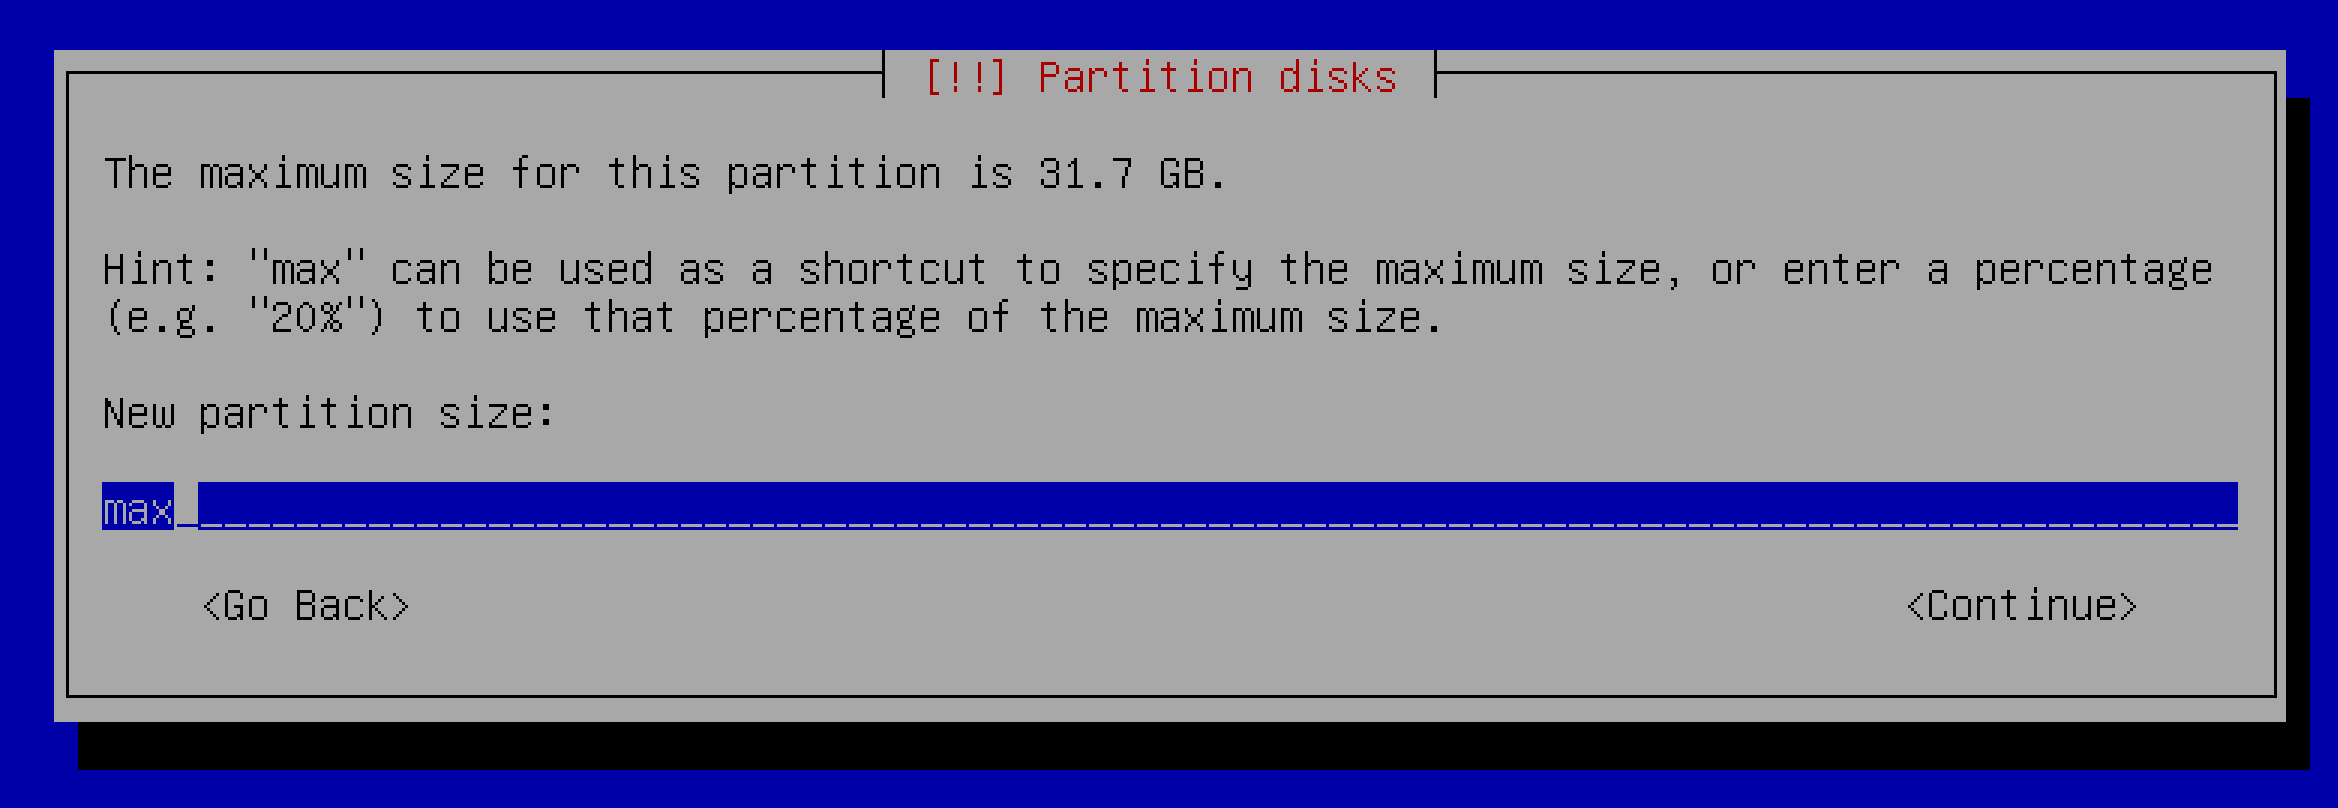 [!!] Partition disks
The maximum size for this partition is 31.7 GB.
Hint: "max" can be used as a shortcut to specify the maximum size, or enter a percentage
(e.g. "20%") to use that percentage of the maximum size.
New partition size:
max
<Go Back> <Continue>